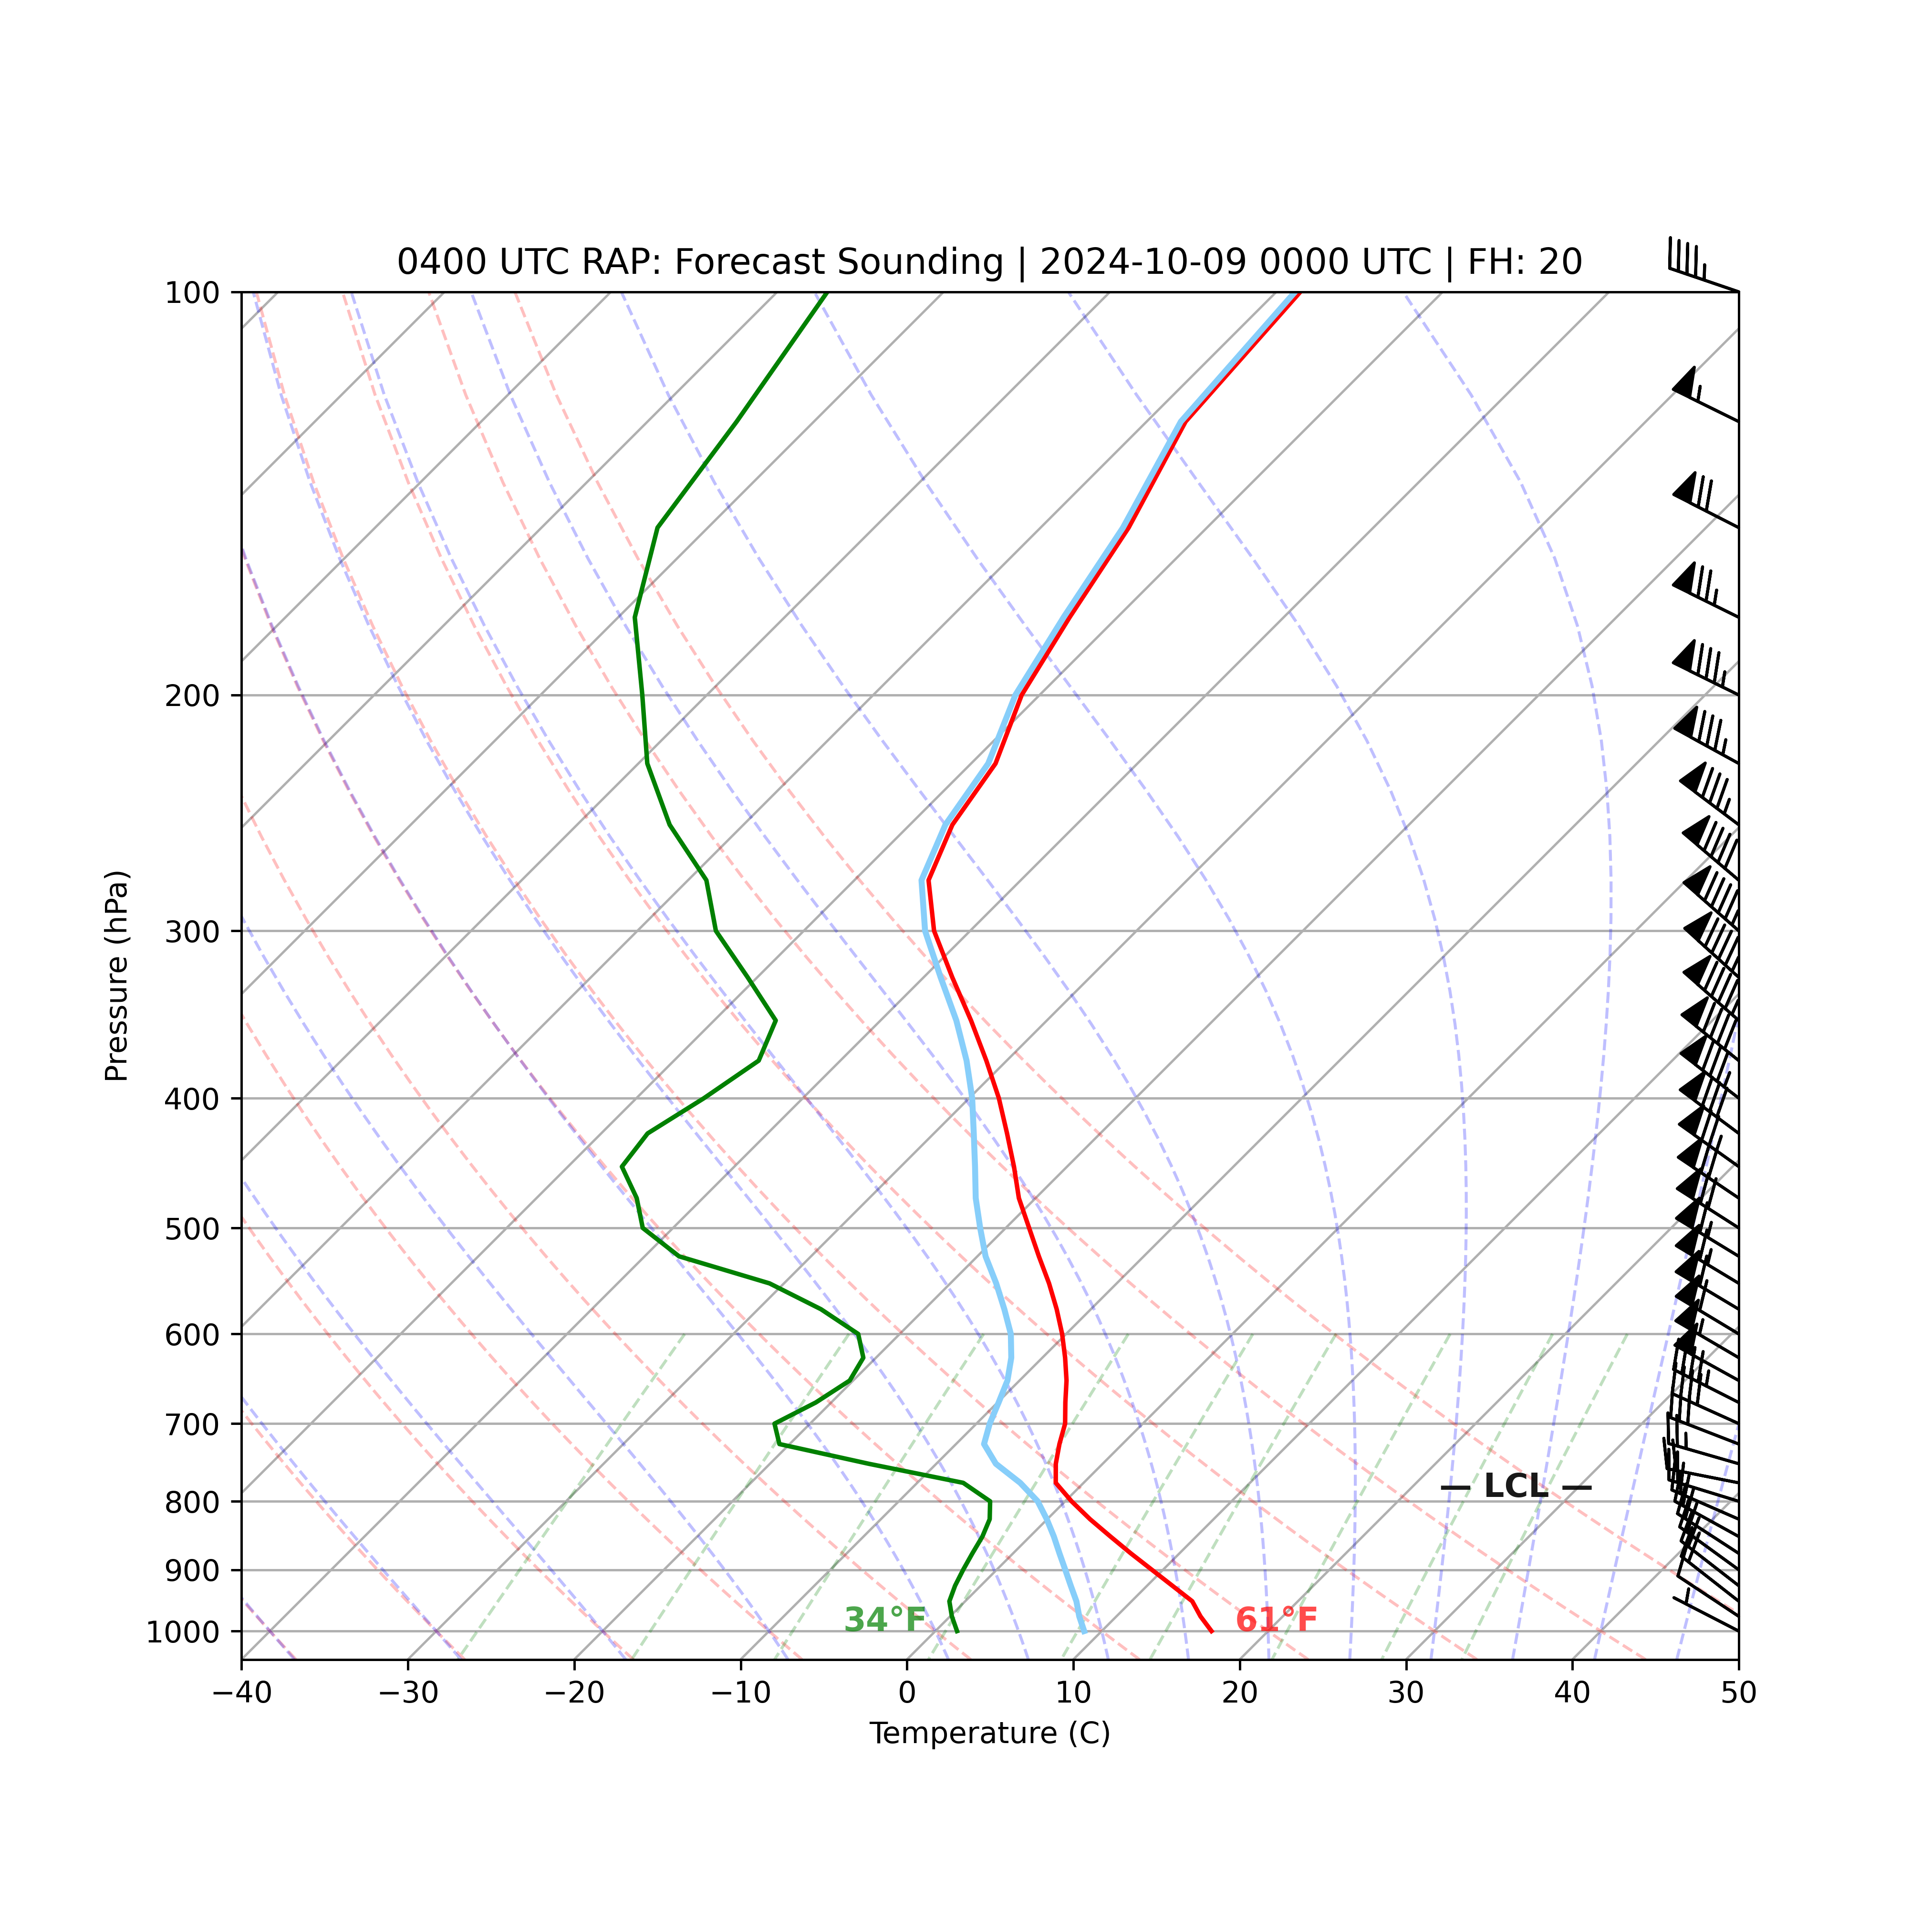 0400 UTC RAP: Forecast Sounding | 2024-10-09 0000 UTC | FH: 20
100
200
300
400
500
600
700
800
900
1000
Pressure (hPa)
— LCL —
34°F
61°F
−40 −30 −20 −10 0 10 20 30 40 50
Temperature (C)